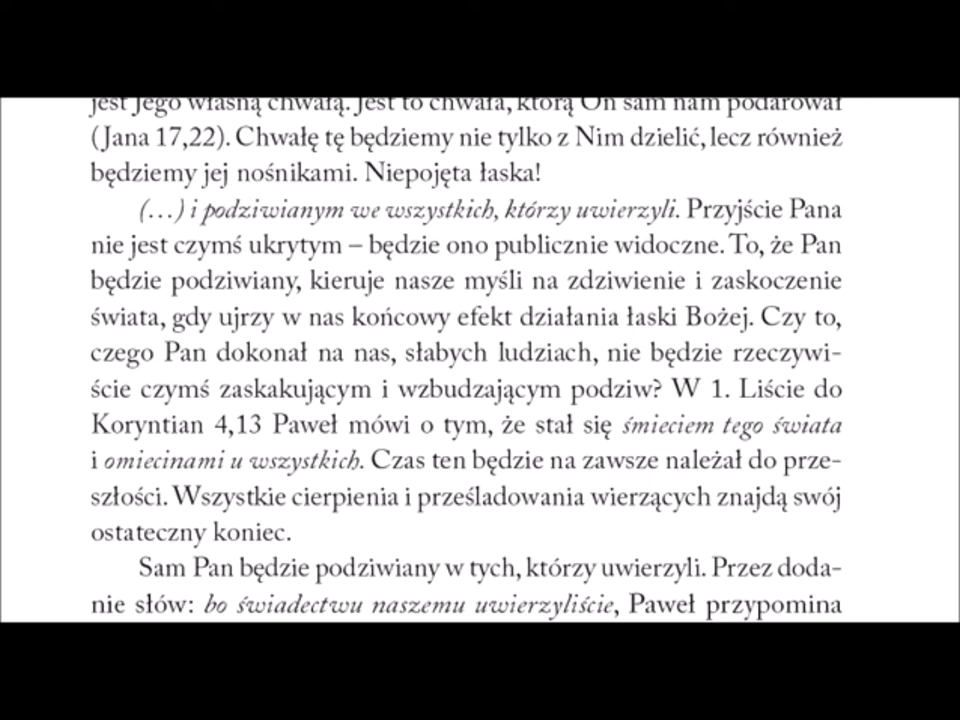 jest Jego własną chwałą. Jest to chwała, którą On sam nam podarował
(Jana 17,22). Chwałę tę będziemy nie tylko z Nim dzielić, lecz również
będziemy jej nośnikami. Niepojęta łaska!
(…) i podziwianym we wszystkich, którzy uwierzyli. Przyjście Pana
nie jest czymś ukrytym – będzie ono publicznie widoczne. To, że Pan
będzie podziwiany, kieruje nasze myśli na zdziwienie i zaskoczenie
świata, gdy ujrzy w nas końcowy efekt działania łaski Bożej. Czy to,
czego Pan dokonał na nas, słabych ludziach, nie będzie rzeczywi-
ście czymś zaskakującym i wzbudzającym podziw? W 1. Liście do
Koryntian 4,13 Paweł mówi o tym, że stał się śmieciem tego świata
i omiecinami u wszystkich. Czas ten będzie na zawsze należał do prze-
szłości. Wszystkie cierpienia i prześladowania wierzących znajdą swój
ostateczny koniec.
Sam Pan będzie podziwiany w tych, którzy uwierzyli. Przez doda-
nie słów: bo świadectwu naszemu uwierzyliście, Paweł przypomina